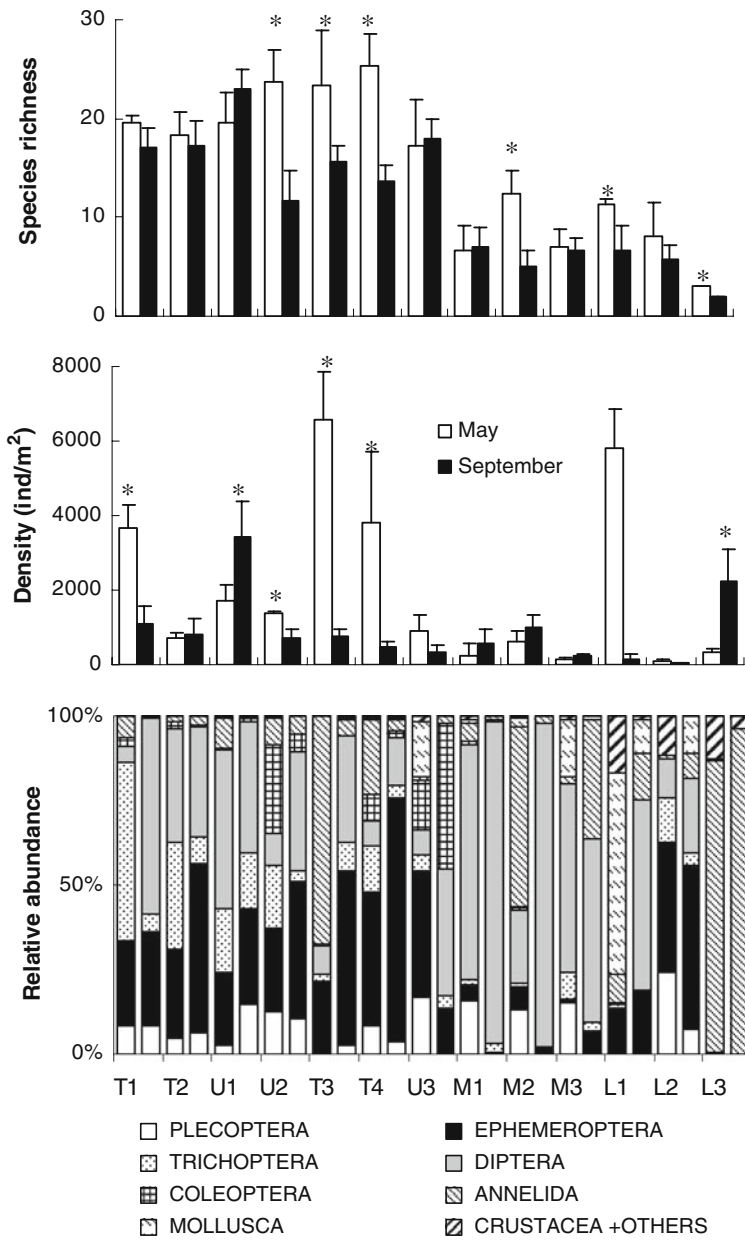 Species richness
30
20
10
0
* * * * * *
Density (ind/m²)
8000
6000
4000
2000
0
May
September
* * * * * *
Relative abundance
100%
50%
0%
T1 T2 U1 U2 T3 T4 U3 M1 M2 M3 L1 L2 L3
PLECOPTERA EPHEMEROPTERA
TRICHOPTERA DIPTERA
COLEOPTERA ANNELIDA
MOLLUSCA CRUSTACEA +OTHERS